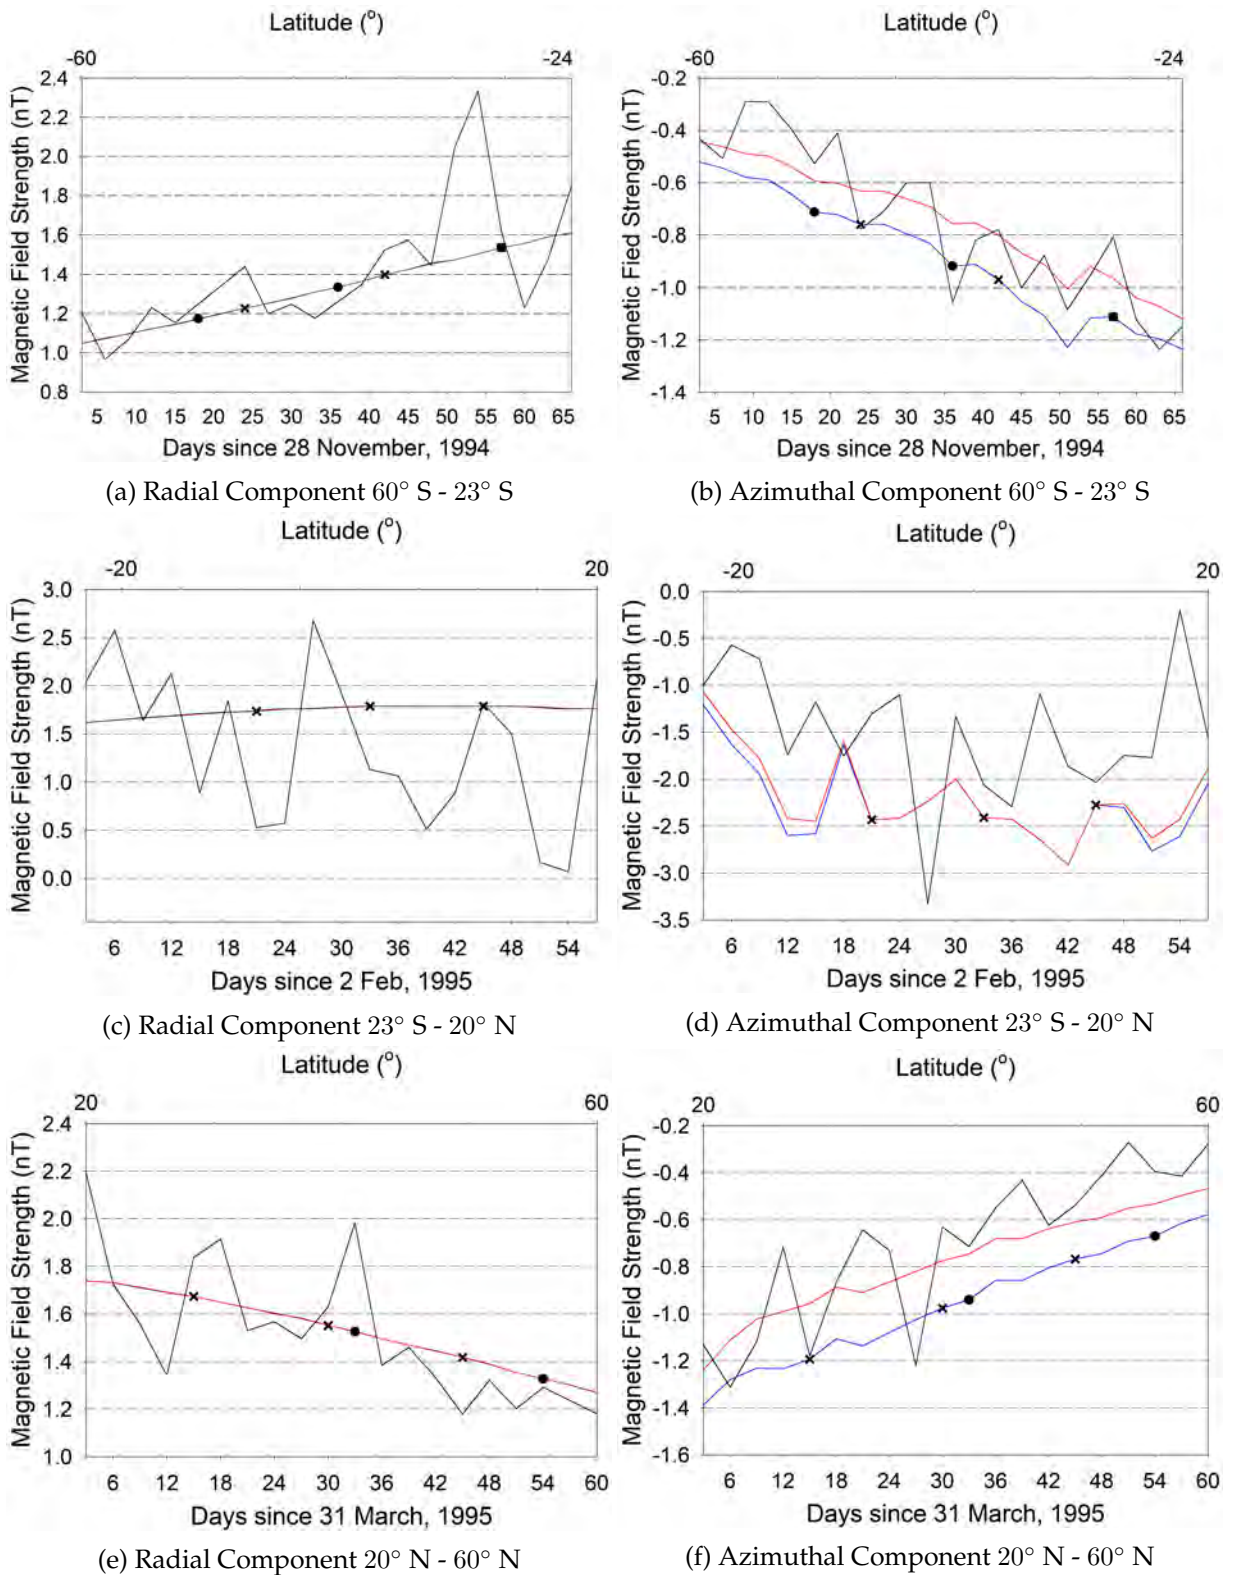 Latitude (°)
-60 -24
Magnetic Field Strength (nT)
2.4
2.2
2.0
1.8
1.6
1.4
1.2
1.0
0.8
5 10 15 20 25 30 35 40 45 50 55 60 65
Days since 28 November, 1994
(a) Radial Component 60° S - 23° S
Latitude (°)
-60 -24
Magnetic Fied Strength (nT)
-0.2
-0.4
-0.6
-0.8
-1.0
-1.2
-1.4
5 10 15 20 25 30 35 40 45 50 55 60 65
Days since 28 November, 1994
(b) Azimuthal Component 60° S - 23° S
Latitude (°)
-20 20
Magnetic Field Strength (nT)
3.0
2.5
2.0
1.5
1.0
0.5
0.0
6 12 18 24 30 36 42 48 54
Days since 2 Feb, 1995
(c) Radial Component 23° S - 20° N
Latitude (°)
-20 20
Magnetic Field Strength (nT)
0.0
-0.5
-1.0
-1.5
-2.0
-2.5
-3.0
-3.5
6 12 18 24 30 36 42 48 54
Days since 2 Feb, 1995
(d) Azimuthal Component 23° S - 20° N
Latitude (°)
20 60
Magnetic Field Strength (nT)
2.4
2.2
2.0
1.8
1.6
1.4
1.2
1.0
6 12 18 24 30 36 42 48 54 60
Days since 31 March, 1995
(e) Radial Component 20° N - 60° N
Latitude (°)
20 60
Magnetic Field Strength (nT)
-0.2
-0.4
-0.6
-0.8
-1.0
-1.2
-1.4
-1.6
6 12 18 24 30 36 42 48 54 60
Days since 31 March, 1995
(f) Azimuthal Component 20° N - 60° N